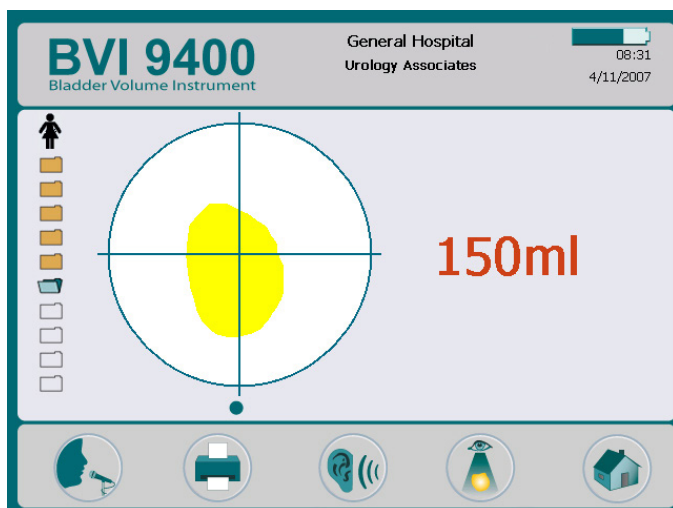 BVI 9400
Bladder Volume Instrument
General Hospital
Urology Associates
08:31
4/11/2007
150ml